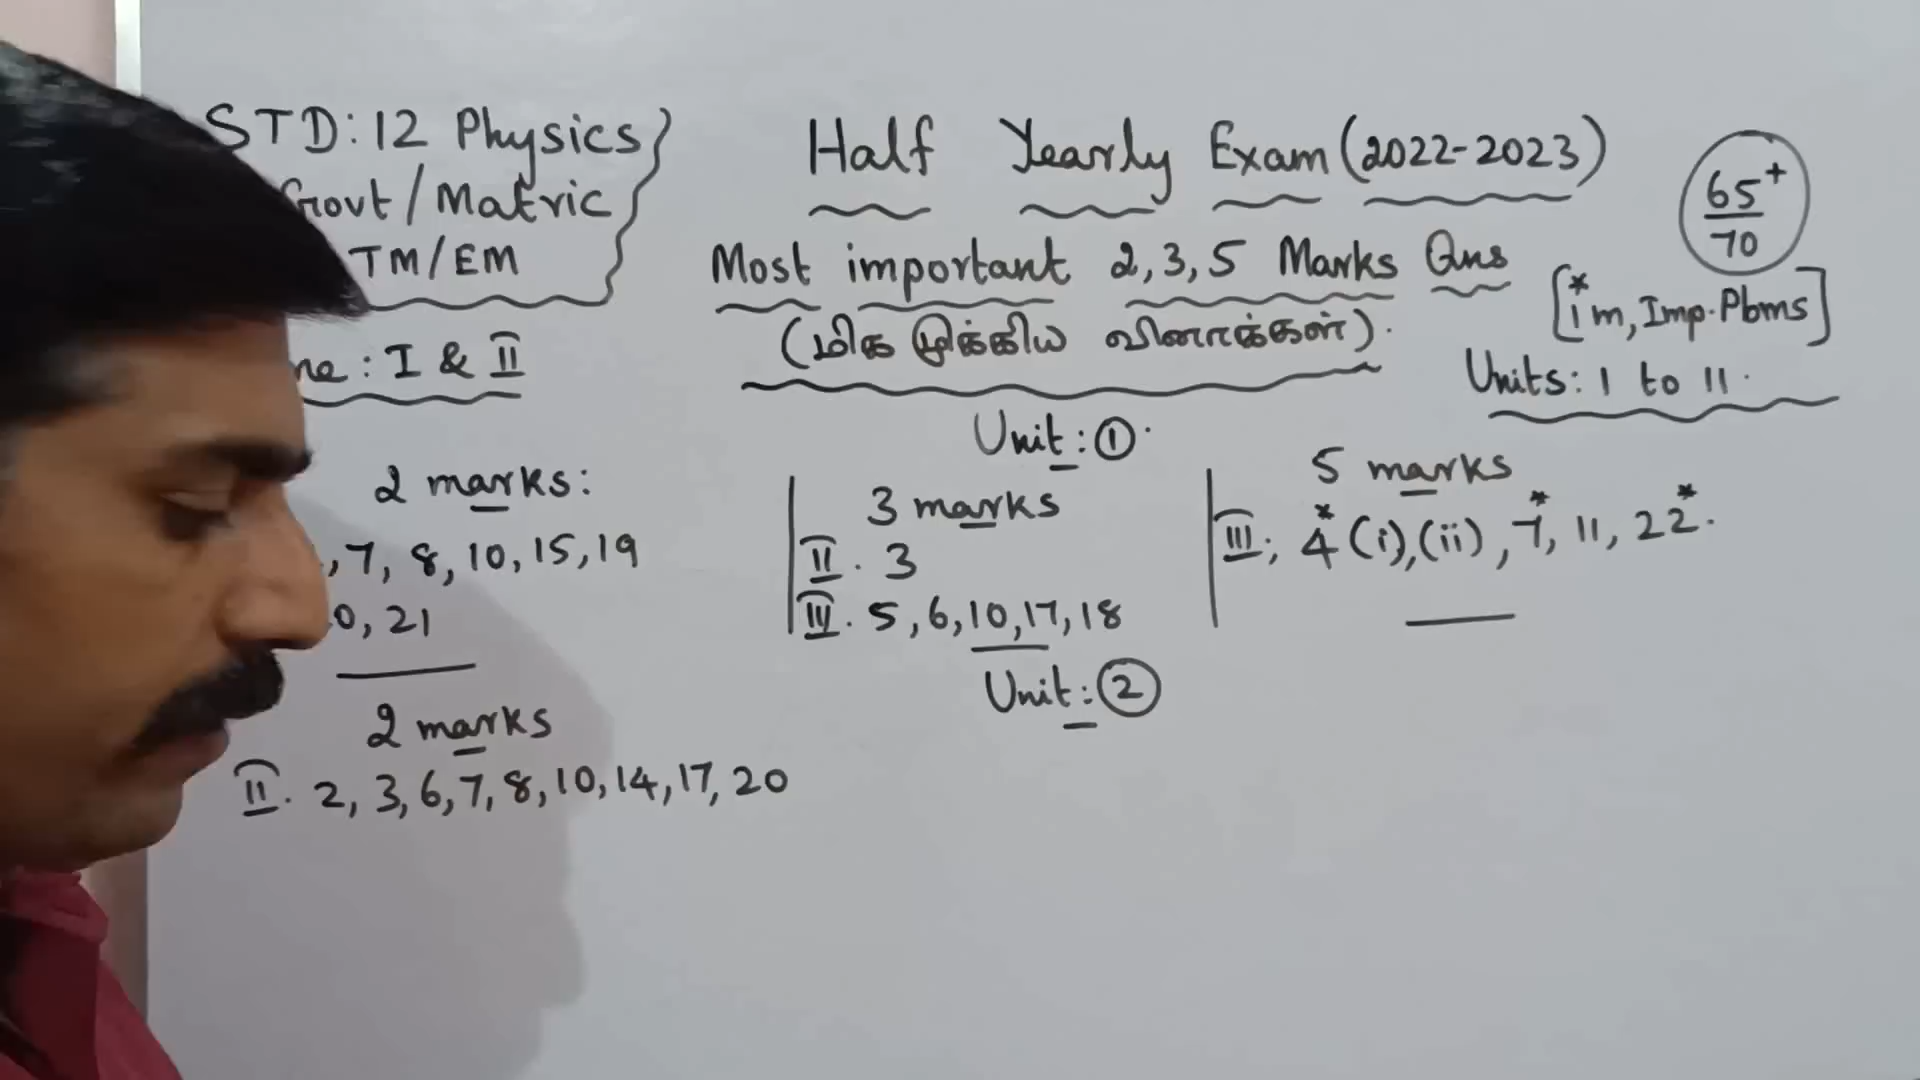 STD: 12 Physics
Govt/Matric
TM/EM
: I & II
Half Yearly Exam (2022-2023)
Most important 2,3,5 Marks Qns
(மிக முக்கிய வினாக்கள்).
65+
70
[*im, Imp. Pbms]
Units: 1 to 11.
Unit: ①.
2 marks:
, 7, 8, 10, 15, 19
0, 21
3 marks
II. 3
III. 5, 6, 10, 17, 18
5 marks
III; 4* (i), (ii), 7*, 11, 22*.
Unit: ②
2 marks
II. 2, 3, 6, 7, 8, 10, 14, 17, 20